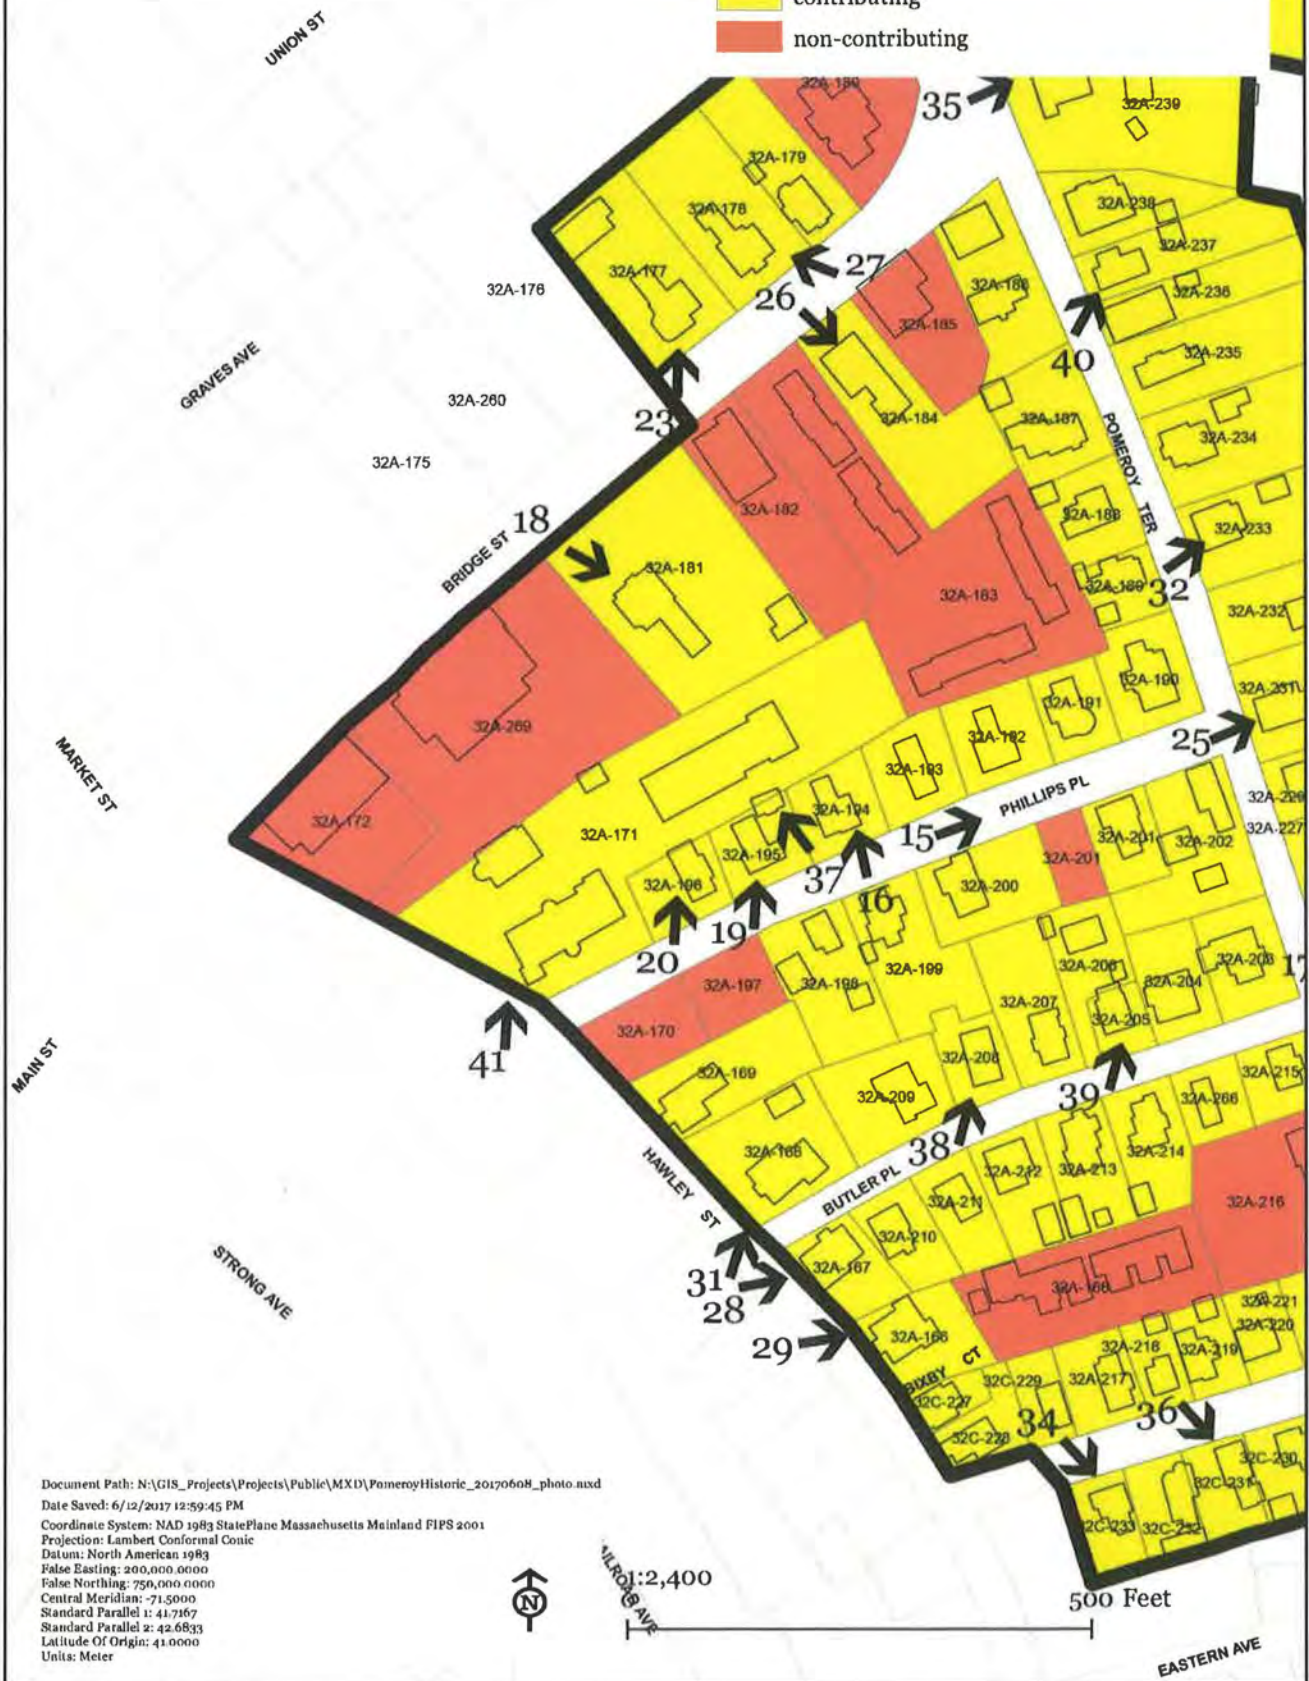 contributing
non-contributing
UNION ST
32A-180
35
32A-239
32A-179
32A-178
32A-238
32A-237
32A-177
27
32A-176
26
32A-186
32A-236
32A-185
40
32A-235
GRAVES AVE
32A-260
23
32A-184
32A-187
POMEROY TER
32A-234
32A-175
32A-182
32A-188
32A-233
18
BRIDGE ST
32A-181
32A-183
32A-189
32
32A-232
32A-190
32A-231
32A-191
25
32A-192
32A-269
MARKET ST
32A-193
PHILLIPS PL
32A-229
32A-172
32A-171
32A-194
32A-227
15
32A-195
32A-201
32A-202
32A-201
32A-196
37
16
32A-200
19
20
32A-197
32A-198
32A-199
32A-206
32A-203
17
32A-204
32A-207
32A-205
32A-170
41
MAIN ST
32A-169
32A-208
32A-215
32A-209
39
32A-266
38
32A-168
32A-214
32A-213
32A-212
HAWLEY ST
BUTLER PL
32A-211
32A-216
32A-210
32A-167
STRONG AVE
31
28
32A-166
32A-221
32A-220
29
32A-166
32A-218
32A-219
BIXBY CT
32C-229
32A-217
32C-227
34
36
32C-228
32C-230
32C-231
32C-233
32C-232
Document Path: N:\GIS_Projects\Projects\Public\MXD\PomeroyHistoric_20170608_photo.mxd
Date Saved: 6/12/2017 12:59:45 PM
Coordinate System: NAD 1983 StatePlane Massachusetts Mainland FIPS 2001
Projection: Lambert Conformal Conic
Datum: North American 1983
False Easting: 200,000.0000
False Northing: 750,000.0000
Central Meridian: -71.5000
Standard Parallel 1: 41.7167
Standard Parallel 2: 42.6833
Latitude Of Origin: 41.0000
Units: Meter
N
1:2,400
500 Feet
EASTERN AVE